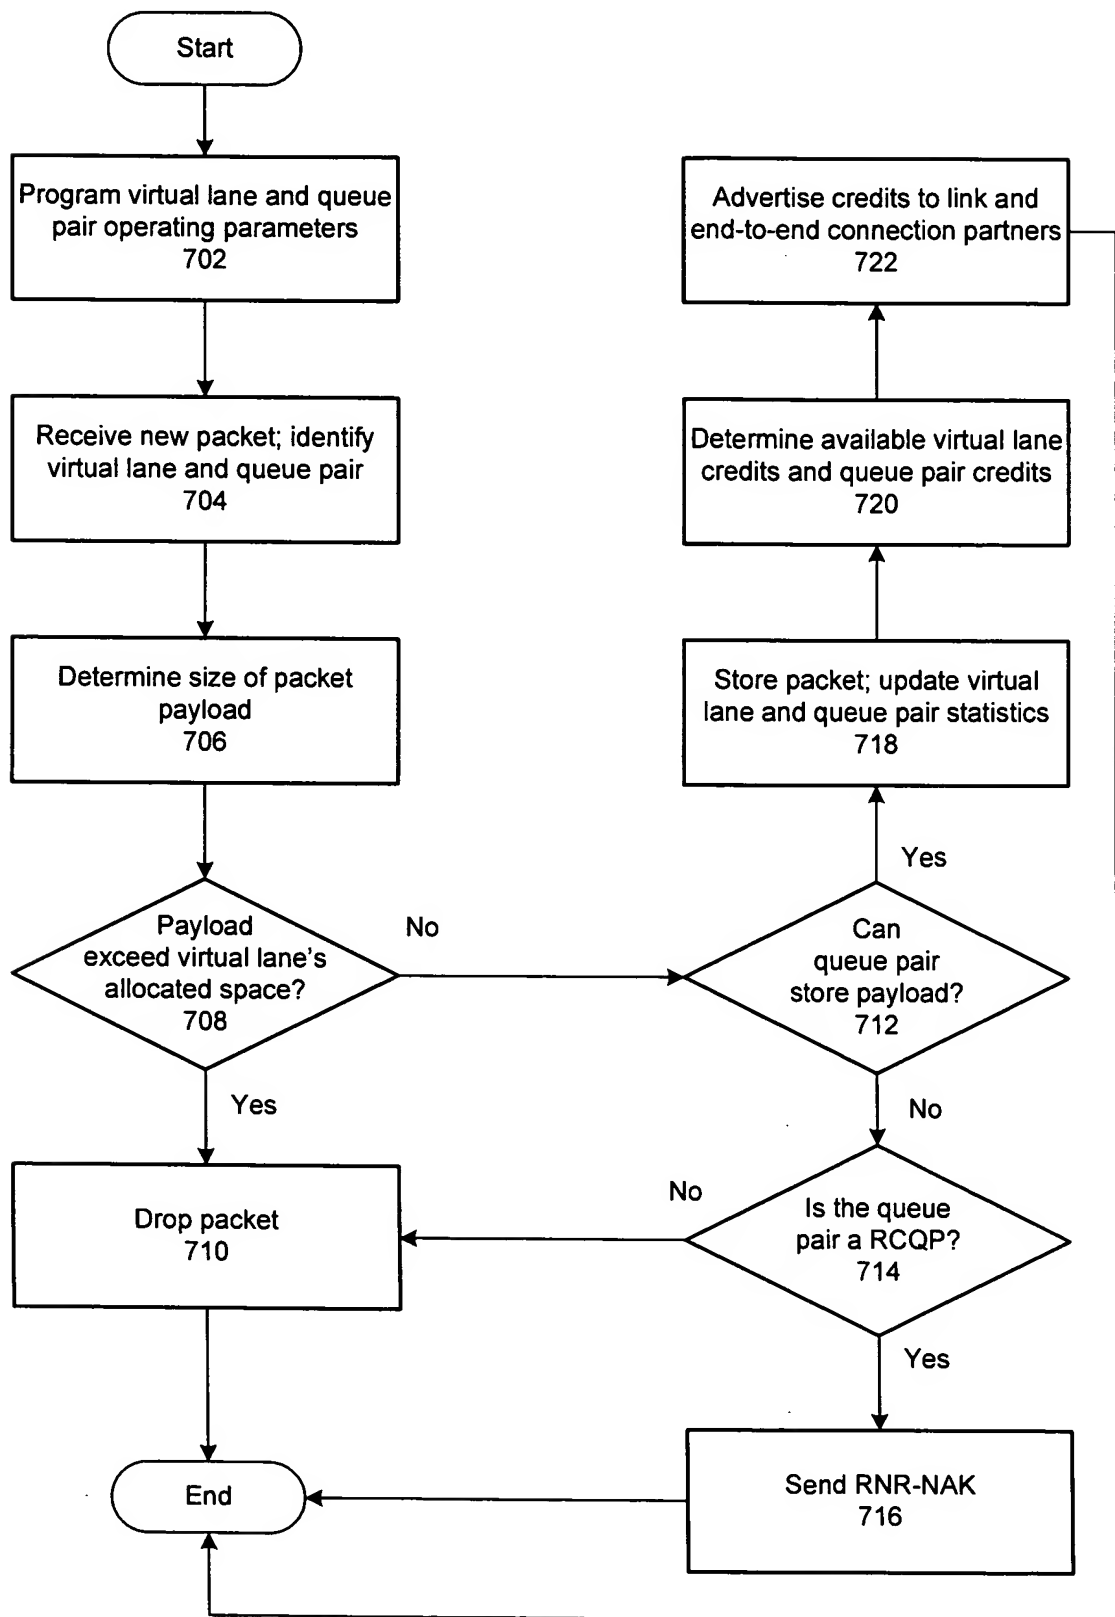 Start
Program virtual lane and queue
pair operating parameters
702
Receive new packet; identify
virtual lane and queue pair
704
Determine size of packet
payload
706
Payload
exceed virtual lane's
allocated space?
708
No
Yes
Drop packet
710
End
Advertise credits to link and
end-to-end connection partners
722
Determine available virtual lane
credits and queue pair credits
720
Store packet; update virtual
lane and queue pair statistics
718
Yes
Can
queue pair
store payload?
712
No
No
Is the queue
pair a RCQP?
714
Yes
Send RNR-NAK
716